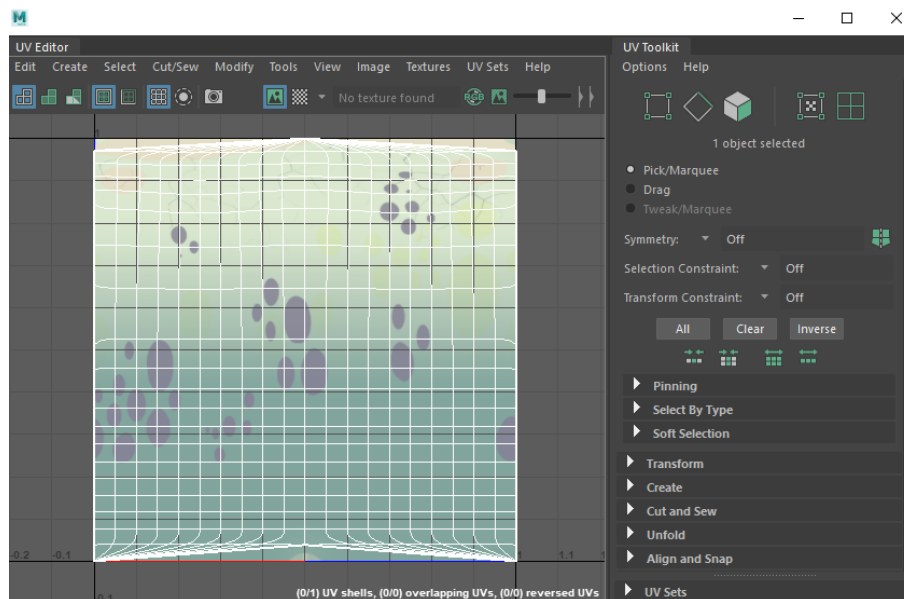 M
UV Editor
Edit Create Select Cut/Sew Modify Tools View Image Textures UV Sets Help
No texture found
RGB
1
-0.2 -0.1 1 1.1 1
0.1
(0/1) UV shells, (0/0) overlapping UVs, (0/0) reversed UVs
UV Toolkit
Options Help
1 object selected
Pick/Marquee
Drag
Tweak/Marquee
Symmetry: Off
Selection Constraint: Off
Transform Constraint: Off
All Clear Inverse
Pinning
Select By Type
Soft Selection
Transform
Create
Cut and Sew
Unfold
Align and Snap
UV Sets